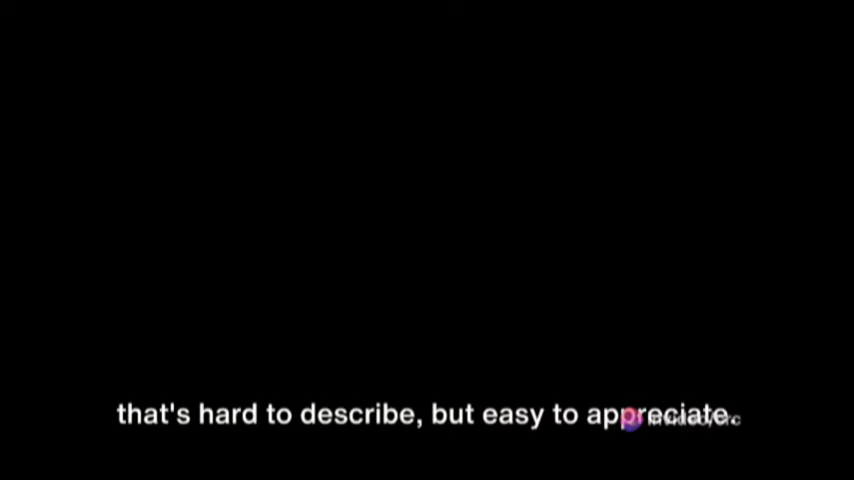 that's hard to describe, but easy to appreciate.